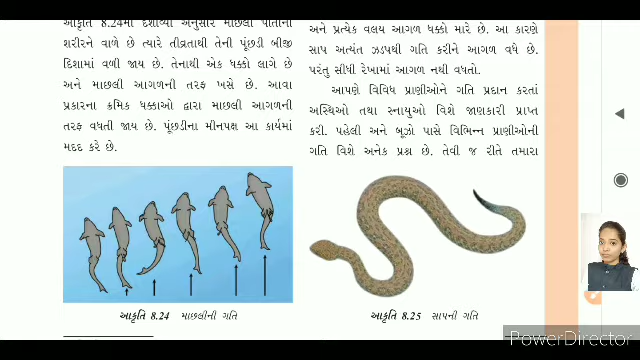 આકૃતિ 8.24માં દર્શાવ્યા અનુસાર માછલી પોતાના
શરીરને વાળે છે ત્યારે તીવ્રતાથી તેની પૂંછડી બીજી
દિશામાં વળી જાય છે. તેનાથી એક ધક્કો લાગે છે
અને માછલી આગળની તરફ ખસે છે. આવા
પ્રકારના ક્રમિક ધક્કાઓ દ્વારા માછલી આગળની
તરફ વધતી જાય છે. પૂંછડીના મીનપક્ષ આ કાર્યમાં
મદદ કરે છે.
આકૃતિ 8.24 માછલીની ગતિ
અને પ્રત્યેક વલય આગળ ધક્કો મારે છે. આ કારણે
સાપ અત્યંત ઝડપથી ગતિ કરીને આગળ વધે છે.
પરંતુ સીધી રેખામાં આગળ નથી વધતો.
આપણે વિવિધ પ્રાણીઓને ગતિ પ્રદાન કરતાં
અસ્થિઓ તથા સ્નાયુઓ વિશે જાણકારી પ્રાપ્ત
કરી. પહેલી અને બૂઝો પાસે વિભિન્ન પ્રાણીઓની
ગતિ વિશે અનેક પ્રશ્ન છે. તેવી જ રીતે તમારા
આકૃતિ 8.25 સાપની ગતિ
PowerDirector